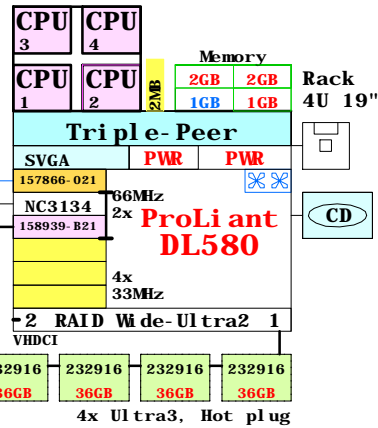 CPU CPU
3 4
Memory
CPU CPU
1 2
2MB
2GB 2GB
1GB 1GB
Rack
4U 19"
Triple-Peer
SVGA PWR PWR
157866-021
66MHz
2x
NC3134
158939-B21
ProLiant
DL580
4x
33MHz
2 RAID Wide-Ultra2 1
CD
VHDCI
232916 232916 232916 232916
36GB 36GB 36GB 36GB
4x Ultra3, Hot plug